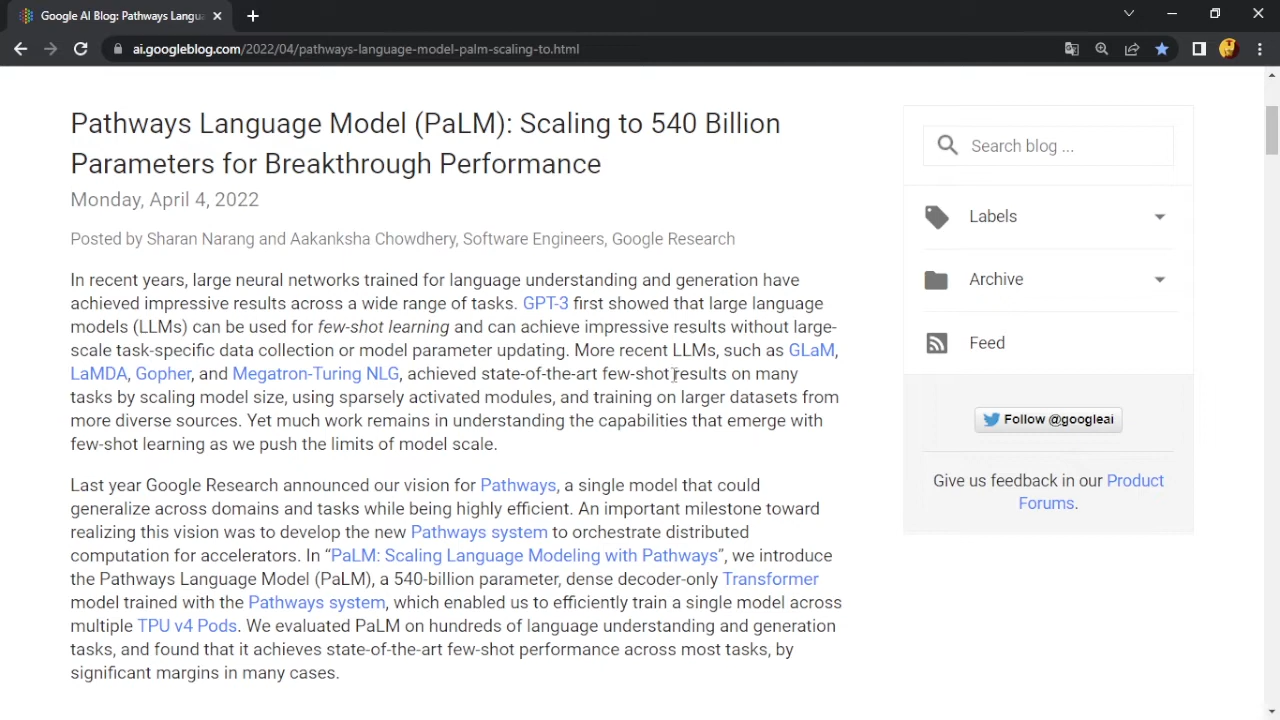 Google AI Blog: Pathways Langu
ai.googleblog.com/2022/04/pathways-language-model-palm-scaling-to.html
Pathways Language Model (PaLM): Scaling to 540 Billion
Parameters for Breakthrough Performance
Monday, April 4, 2022
Posted by Sharan Narang and Aakanksha Chowdhery, Software Engineers, Google Research
In recent years, large neural networks trained for language understanding and generation have
achieved impressive results across a wide range of tasks. GPT-3 first showed that large language
models (LLMs) can be used for few-shot learning and can achieve impressive results without large-
scale task-specific data collection or model parameter updating. More recent LLMs, such as GLaM,
LaMDA, Gopher, and Megatron-Turing NLG, achieved state-of-the-art few-shot results on many
tasks by scaling model size, using sparsely activated modules, and training on larger datasets from
more diverse sources. Yet much work remains in understanding the capabilities that emerge with
few-shot learning as we push the limits of model scale.
Last year Google Research announced our vision for Pathways, a single model that could
generalize across domains and tasks while being highly efficient. An important milestone toward
realizing this vision was to develop the new Pathways system to orchestrate distributed
computation for accelerators. In “PaLM: Scaling Language Modeling with Pathways”, we introduce
the Pathways Language Model (PaLM), a 540-billion parameter, dense decoder-only Transformer
model trained with the Pathways system, which enabled us to efficiently train a single model across
multiple TPU v4 Pods. We evaluated PaLM on hundreds of language understanding and generation
tasks, and found that it achieves state-of-the-art few-shot performance across most tasks, by
significant margins in many cases.
Search blog ...
Labels
Archive
Feed
Follow @googleai
Give us feedback in our Product
Forums.